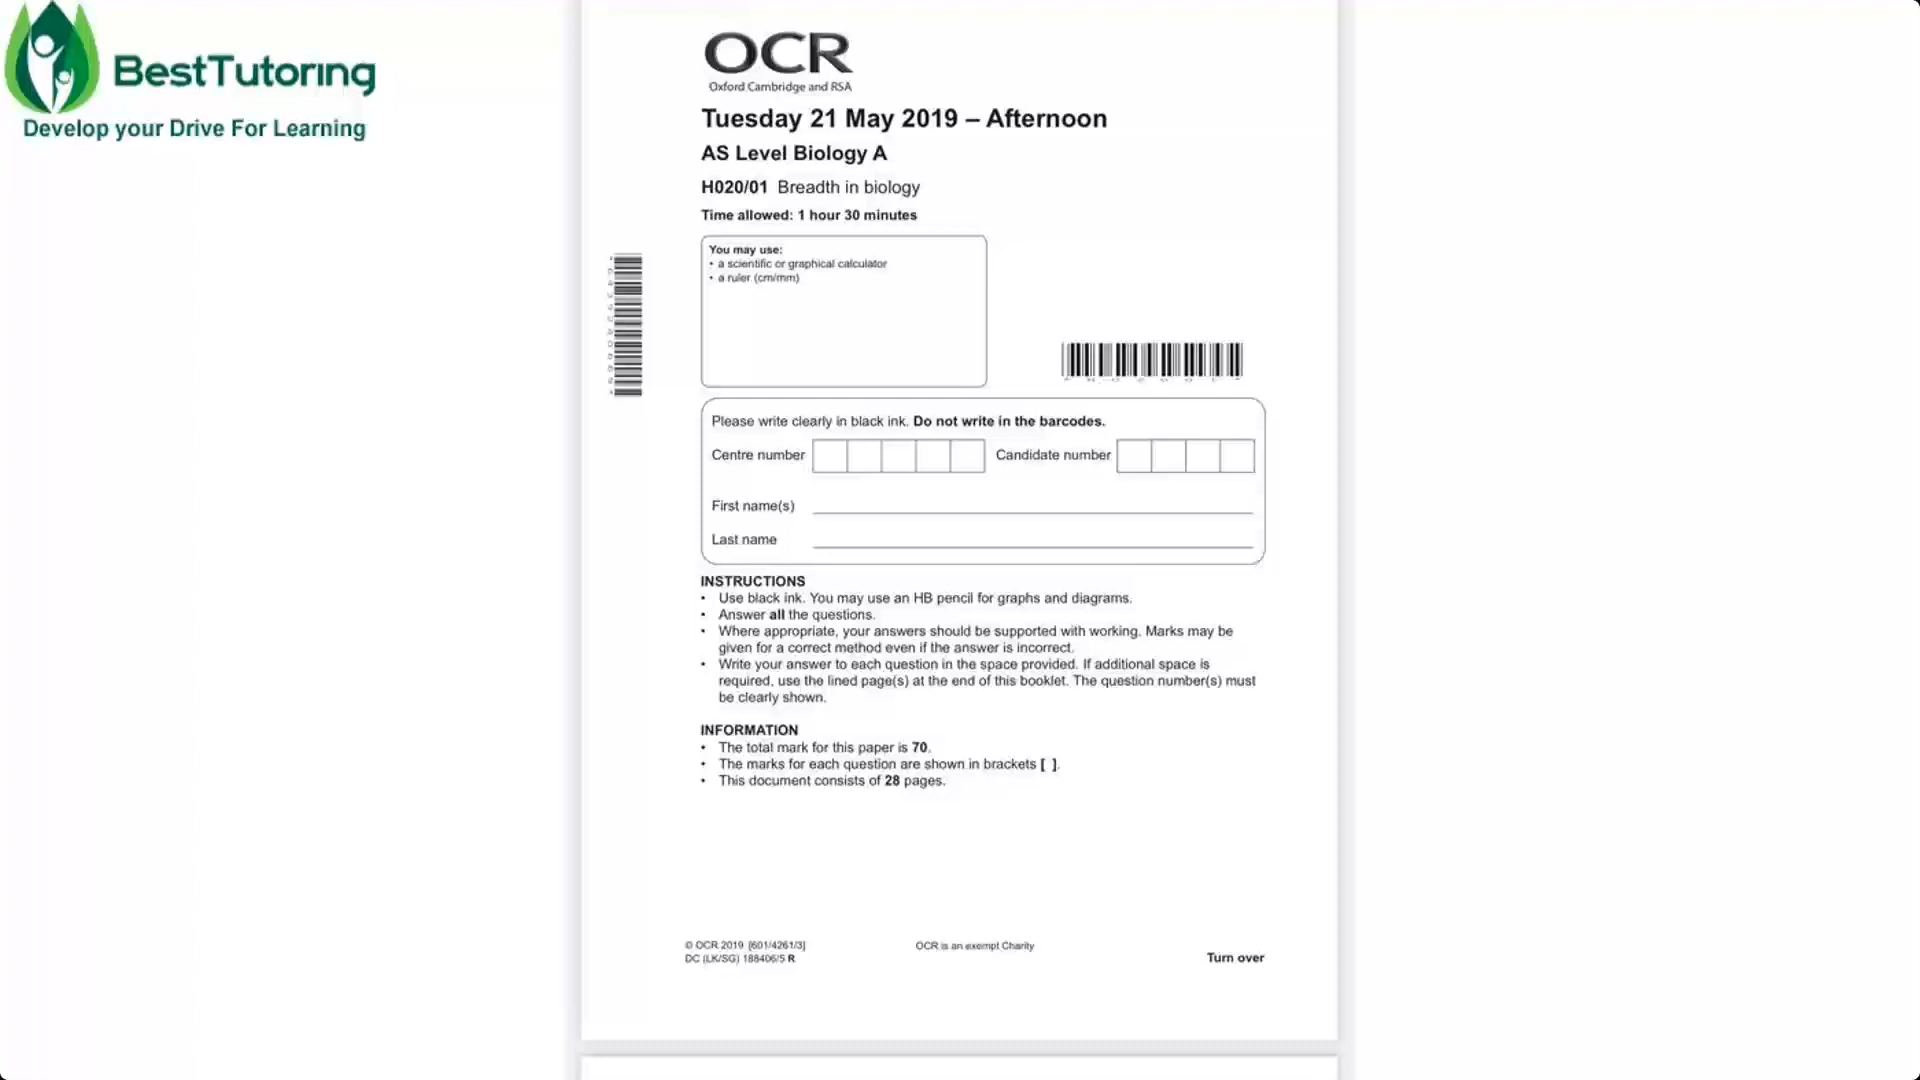 BestTutoring
Develop your Drive For Learning
OCR
Oxford Cambridge and RSA
Tuesday 21 May 2019 – Afternoon
AS Level Biology A
H020/01 Breadth in biology
Time allowed: 1 hour 30 minutes
You may use:
• a scientific or graphical calculator
• a ruler (cm/mm)
Please write clearly in black ink. Do not write in the barcodes.
Centre number
Candidate number
First name(s)
Last name
INSTRUCTIONS
• Use black ink. You may use an HB pencil for graphs and diagrams.
• Answer all the questions.
• Where appropriate, your answers should be supported with working. Marks may be
given for a correct method even if the answer is incorrect.
• Write your answer to each question in the space provided. If additional space is
required, use the lined page(s) at the end of this booklet. The question number(s) must
be clearly shown.
INFORMATION
• The total mark for this paper is 70.
• The marks for each question are shown in brackets [ ].
• This document consists of 28 pages.
© OCR 2019 [601/4261/3]
DC (LK/SG) 188406/5 R
OCR is an exempt Charity
Turn over